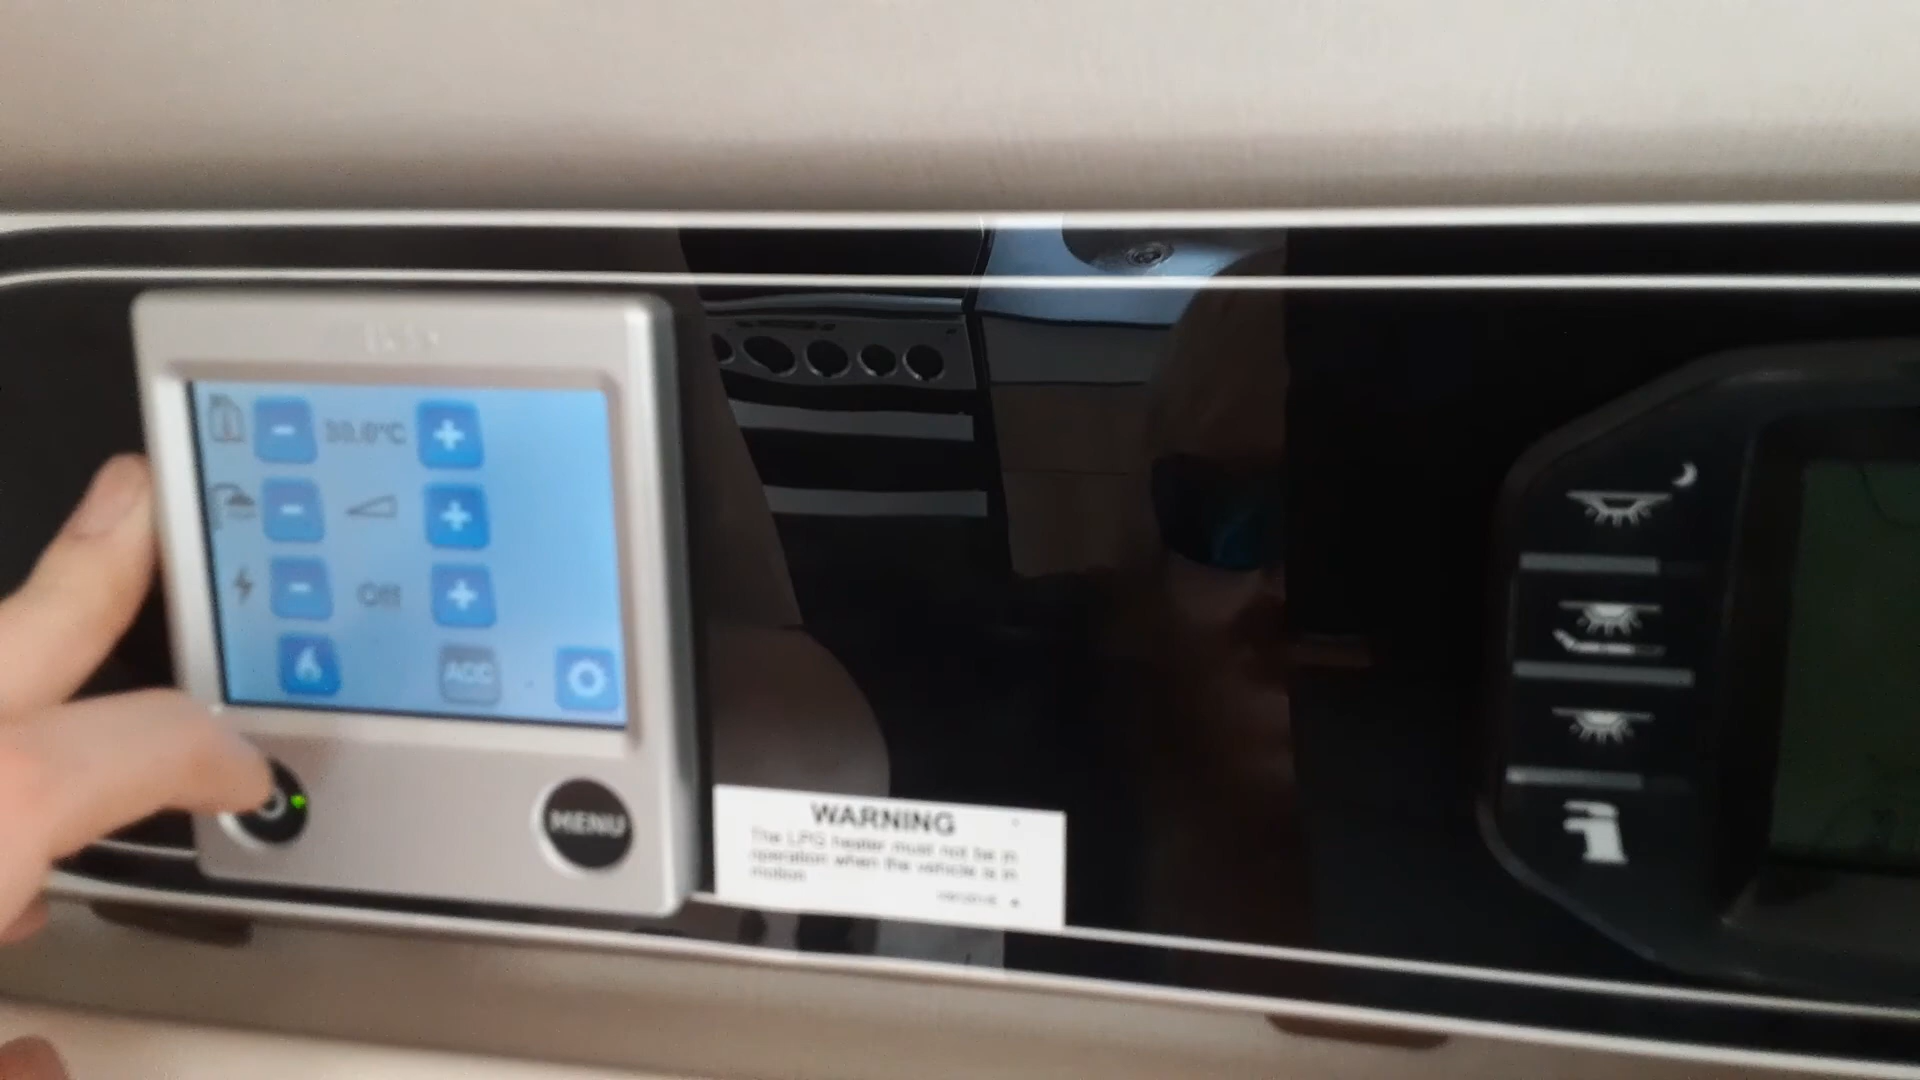 30.0°C
Off
ACC
MENU
WARNING
The LPG heater must not be in
operation when the vehicle is in
motion